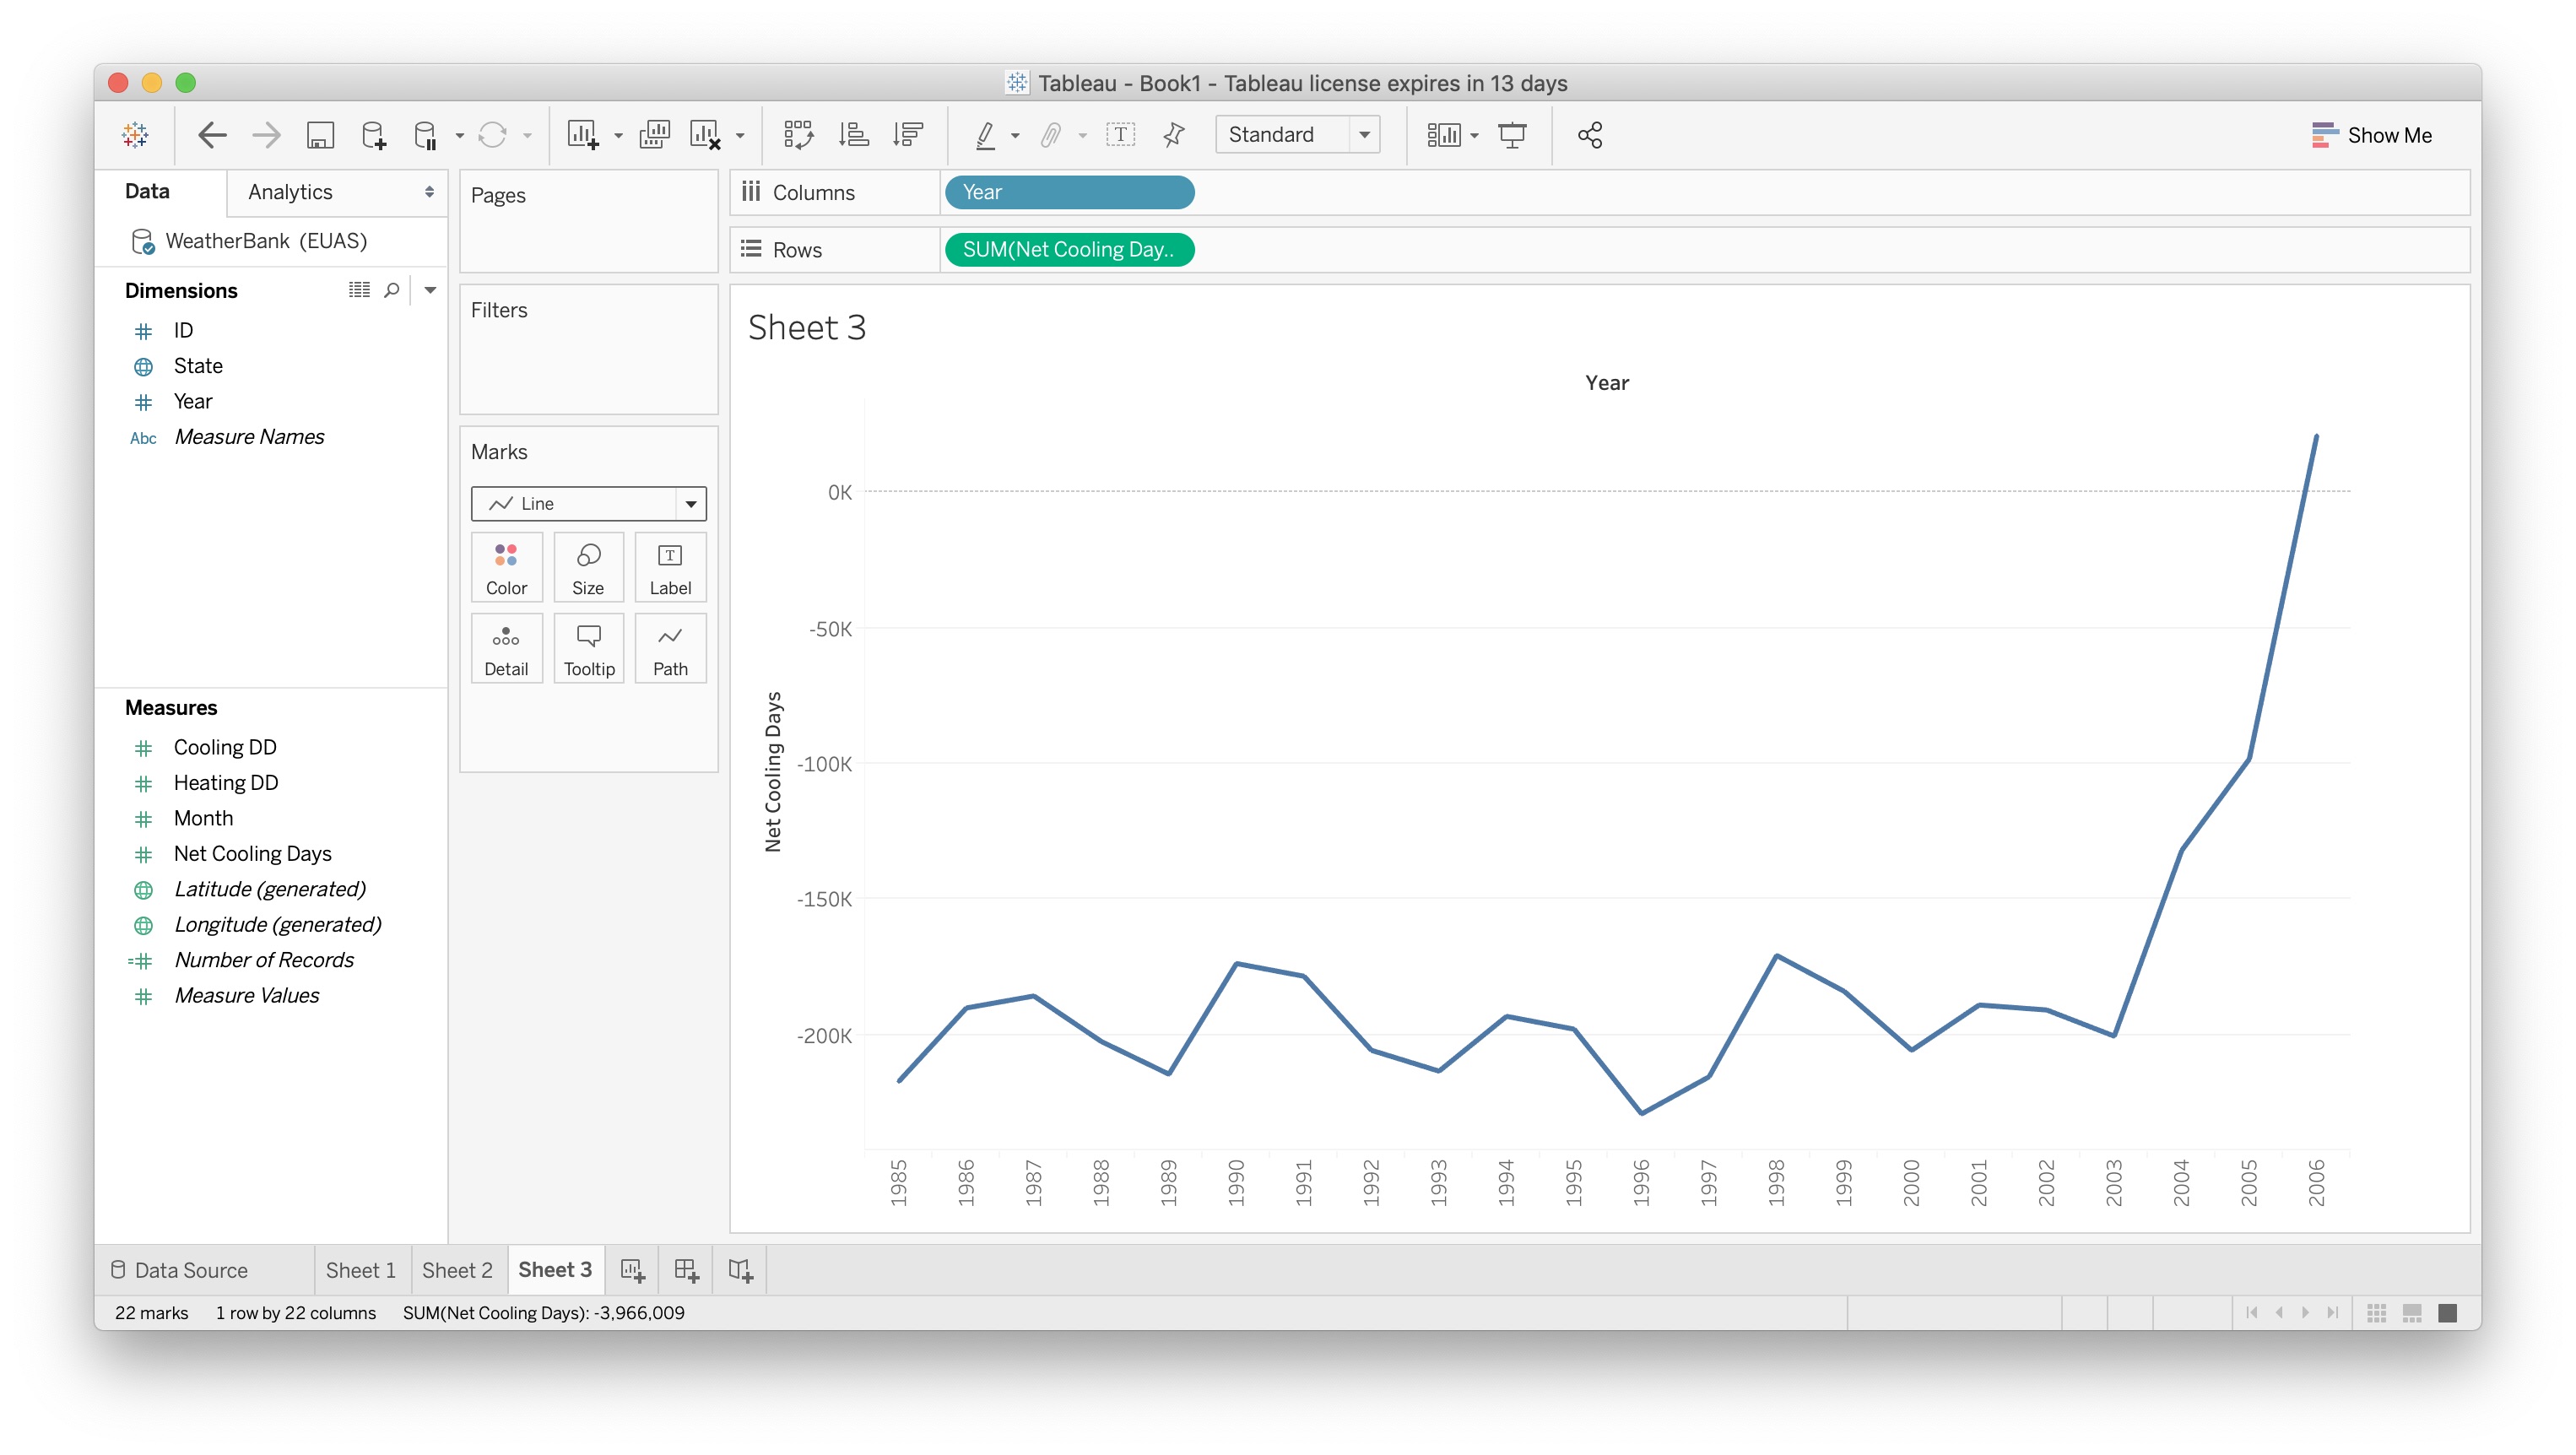 Tableau - Book1 - Tableau license expires in 13 days
Standard
Show Me
Data
Analytics
WeatherBank (EUAS)
Dimensions
ID
State
Year
Abc Measure Names
Measures
Cooling DD
Heating DD
Month
Net Cooling Days
Latitude (generated)
Longitude (generated)
Number of Records
Measure Values
Pages
Filters
Marks
Line
Color
Size
Label
Detail
Tooltip
Path
Columns
Year
Rows
SUM(Net Cooling Day..
Sheet 3
Year
Net Cooling Days
0K
-50K
-100K
-150K
-200K
1985
1986
1987
1988
1989
1990
1991
1992
1993
1994
1995
1996
1997
1998
1999
2000
2001
2002
2003
2004
2005
2006
Data Source
Sheet 1
Sheet 2
Sheet 3
22 marks
1 row by 22 columns
SUM(Net Cooling Days): -3,966,009